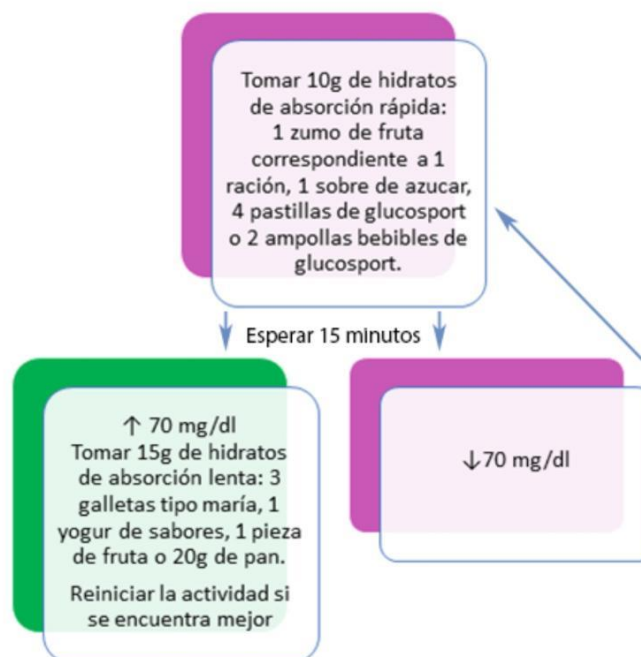 Tomar 10g de hidratos
de absorción rápida:
1 zumo de fruta
correspondiente a 1
ración, 1 sobre de azucar,
4 pastillas de glucosport
o 2 ampollas bebibles de
glucosport.
Esperar 15 minutos
↑ 70 mg/dl
Tomar 15g de hidratos
de absorción lenta: 3
galletas tipo maría, 1
yogur de sabores, 1 pieza
de fruta o 20g de pan.
Reiniciar la actividad si
se encuentra mejor
↓70 mg/dl